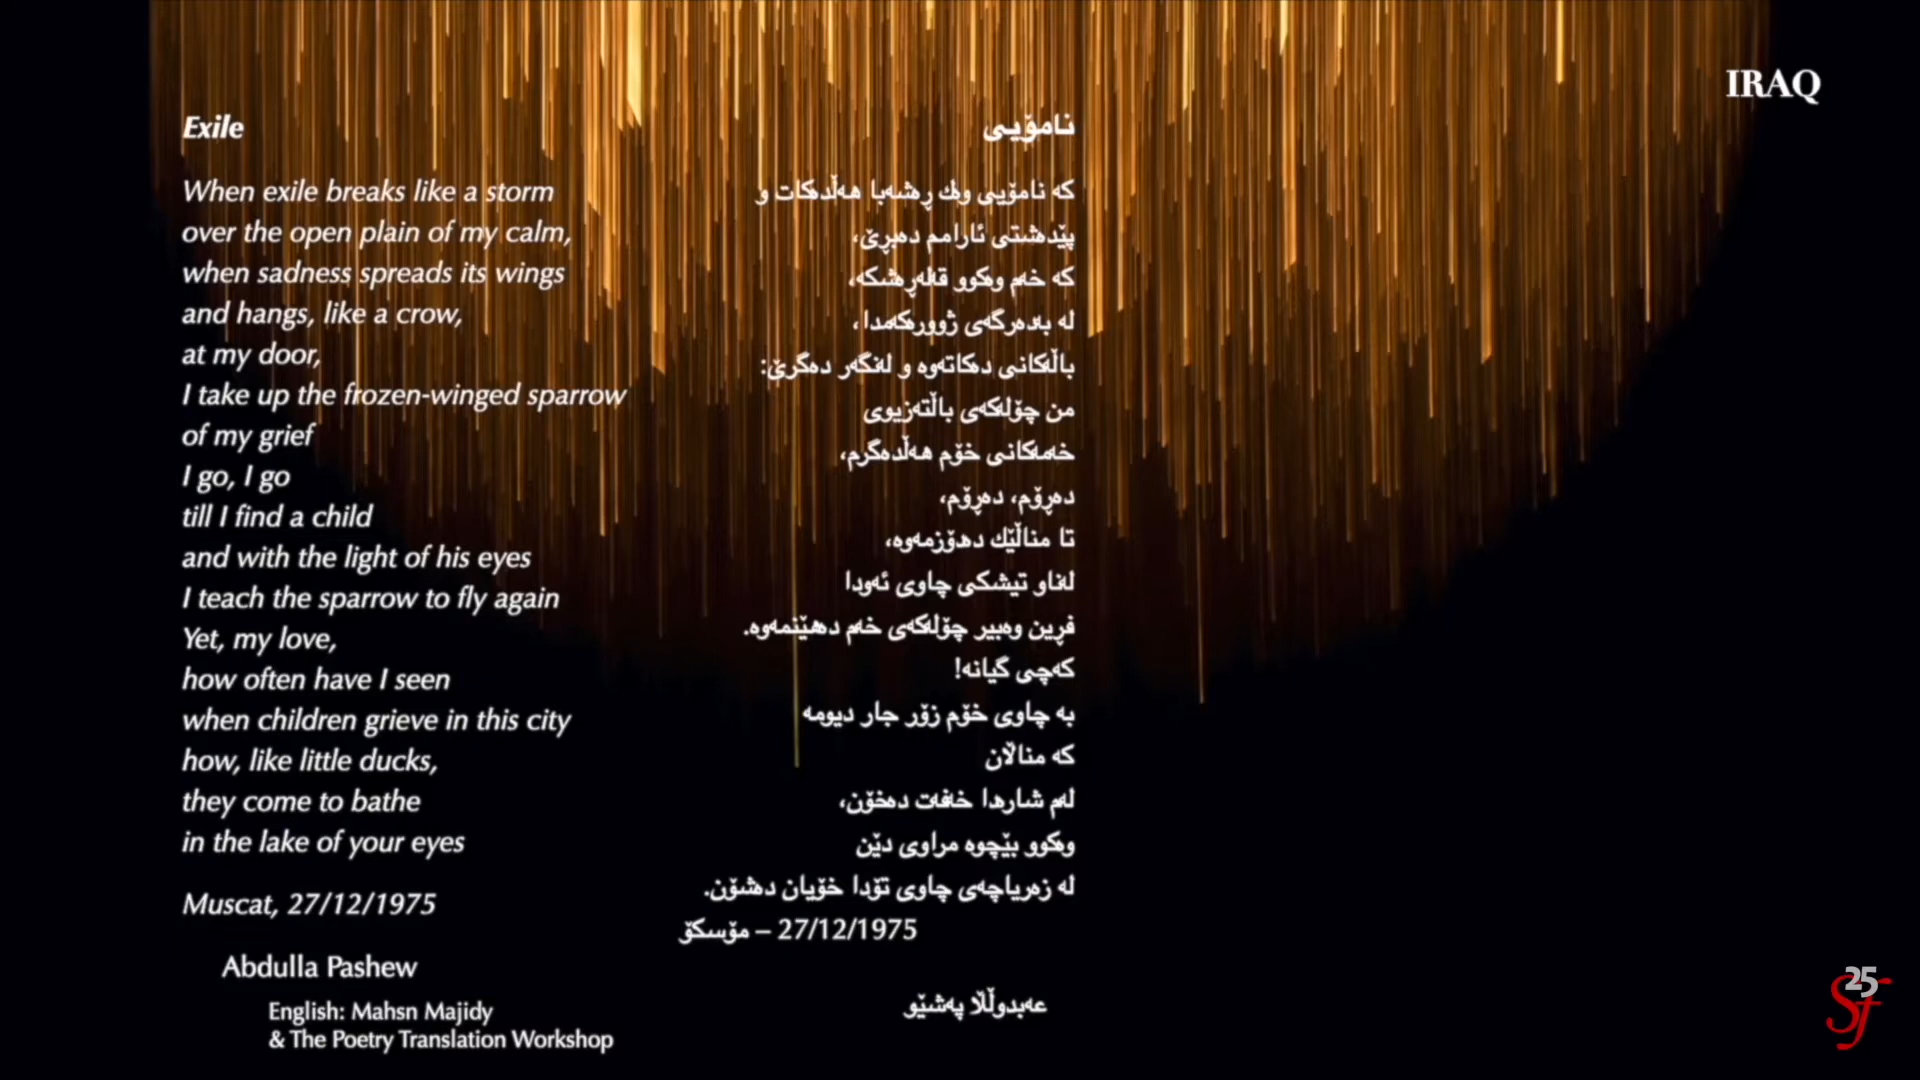 IRAQ
Exile
When exile breaks like a storm
over the open plain of my calm,
when sadness spreads its wings
and hangs, like a crow,
at my door,
I take up the frozen-winged sparrow
of my grief
I go, I go
till I find a child
and with the light of his eyes
I teach the sparrow to fly again
Yet, my love,
how often have I seen
when children grieve in this city
how, like little ducks,
they come to bathe
in the lake of your eyes
Muscat, 27/12/1975
Abdulla Pashew
English: Mahsn Majidy
& The Poetry Translation Workshop
نامۆیی
کە نامۆیی وەك ڕەشەبا هەڵدەکات و
پێدەشتی ئارامم دەبڕێ،
کە خەم وەکوو قەلەڕەشکە،
لە بەدەرگەی ژوورەکەمدا،
باڵەکانی دەکاتەوە و لەنگەر دەگرێ:
من چۆلەکەی باڵتەزیوی
خەمەکانی خۆم هەڵدەگرم،
دەڕۆم، دەڕۆم،
تا مناڵێك دەدۆزمەوە،
لەناو تیشکی چاوی ئەودا
فڕین وەبیر چۆلەکەی خەم دەهێنمەوە.
کەچی گیانە!
بە چاوی خۆم زۆر جار دیومە
کە مناڵان
لەم شارەدا خەفەت دەخۆن،
وەکوو بێچوە مراوی دێن
لە زەریاچەی چاوی تۆدا خۆیان دەشۆن.
27/12/1975 – مۆسکۆ
عەبدوڵڵا پەشێو
25
Sf